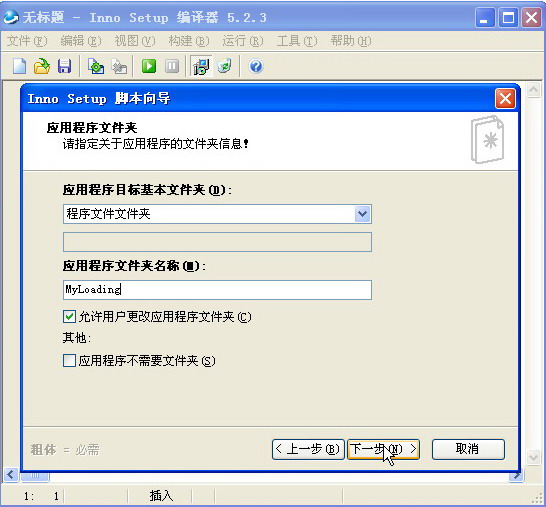 无标题 - Inno Setup 编译器 5.2.3
文件(F) 编辑(E) 视图(V) 构建(B) 运行(R) 工具(T) 帮助(H)
Inno Setup 脚本向导
应用程序文件夹
请指定关于应用程序的文件夹信息!
应用程序目标基本文件夹(D):
程序文件文件夹
应用程序文件夹名称(M):
MyLoading
允许用户更改应用程序文件夹(C)
其他:
应用程序不需要文件夹(S)
粗体 = 必需
< 上一步(B) 下一步(N) > 取消
1: 1 插入